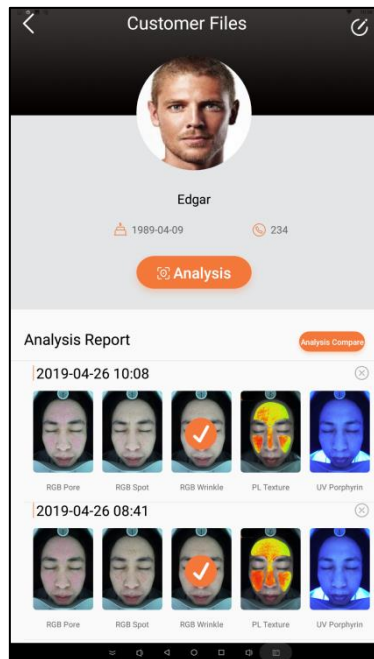 Customer Files
Edgar
1989-04-09 234
Analysis
Analysis Report Analysis Compare
2019-04-26 10:08
RGB Pore RGB Spot RGB Wrinkle PL Texture UV Porphyrin
2019-04-26 08:41
RGB Pore RGB Spot RGB Wrinkle PL Texture UV Porphyrin